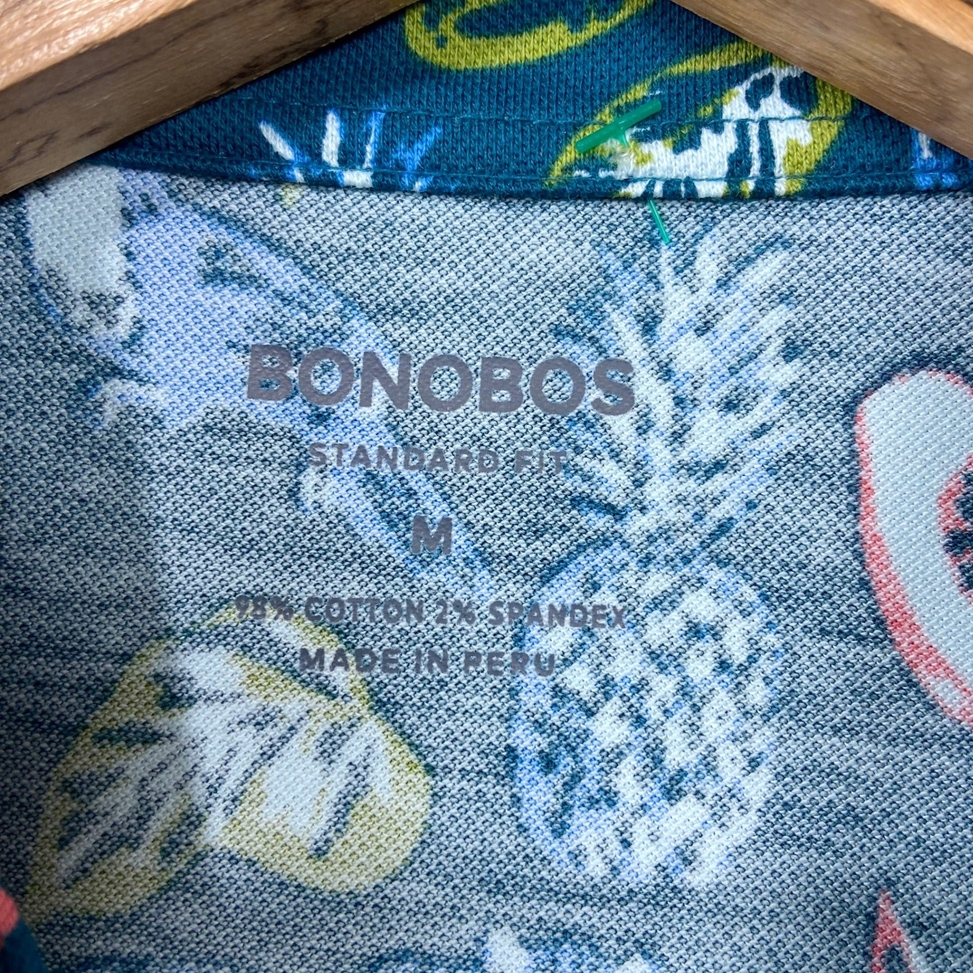 BONOBOS
STANDARD FIT
M
98% COTTON 2% SPANDEX
MADE IN PERU